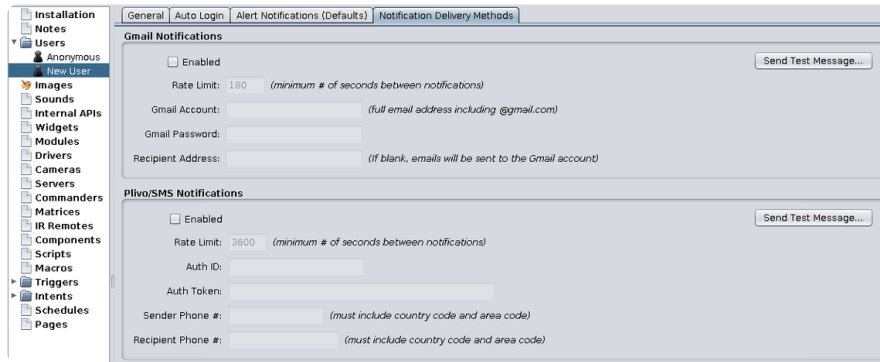 Installation
Notes
Users
Anonymous
New User
Images
Sounds
Internal APIs
Widgets
Modules
Drivers
Cameras
Servers
Commanders
Matrices
IR Remotes
Components
Scripts
Macros
Triggers
Intents
Schedules
Pages
General Auto Login Alert Notifications (Defaults) Notification Delivery Methods
Gmail Notifications
Enabled Send Test Message...
Rate Limit: 180 (minimum # of seconds between notifications)
Gmail Account: (full email address including @gmail.com)
Gmail Password:
Recipient Address: (If blank, emails will be sent to the Gmail account)
Plivo/SMS Notifications
Enabled Send Test Message...
Rate Limit: 3600 (minimum # of seconds between notifications)
Auth ID:
Auth Token:
Sender Phone #: (must include country code and area code)
Recipient Phone #: (must include country code and area code)